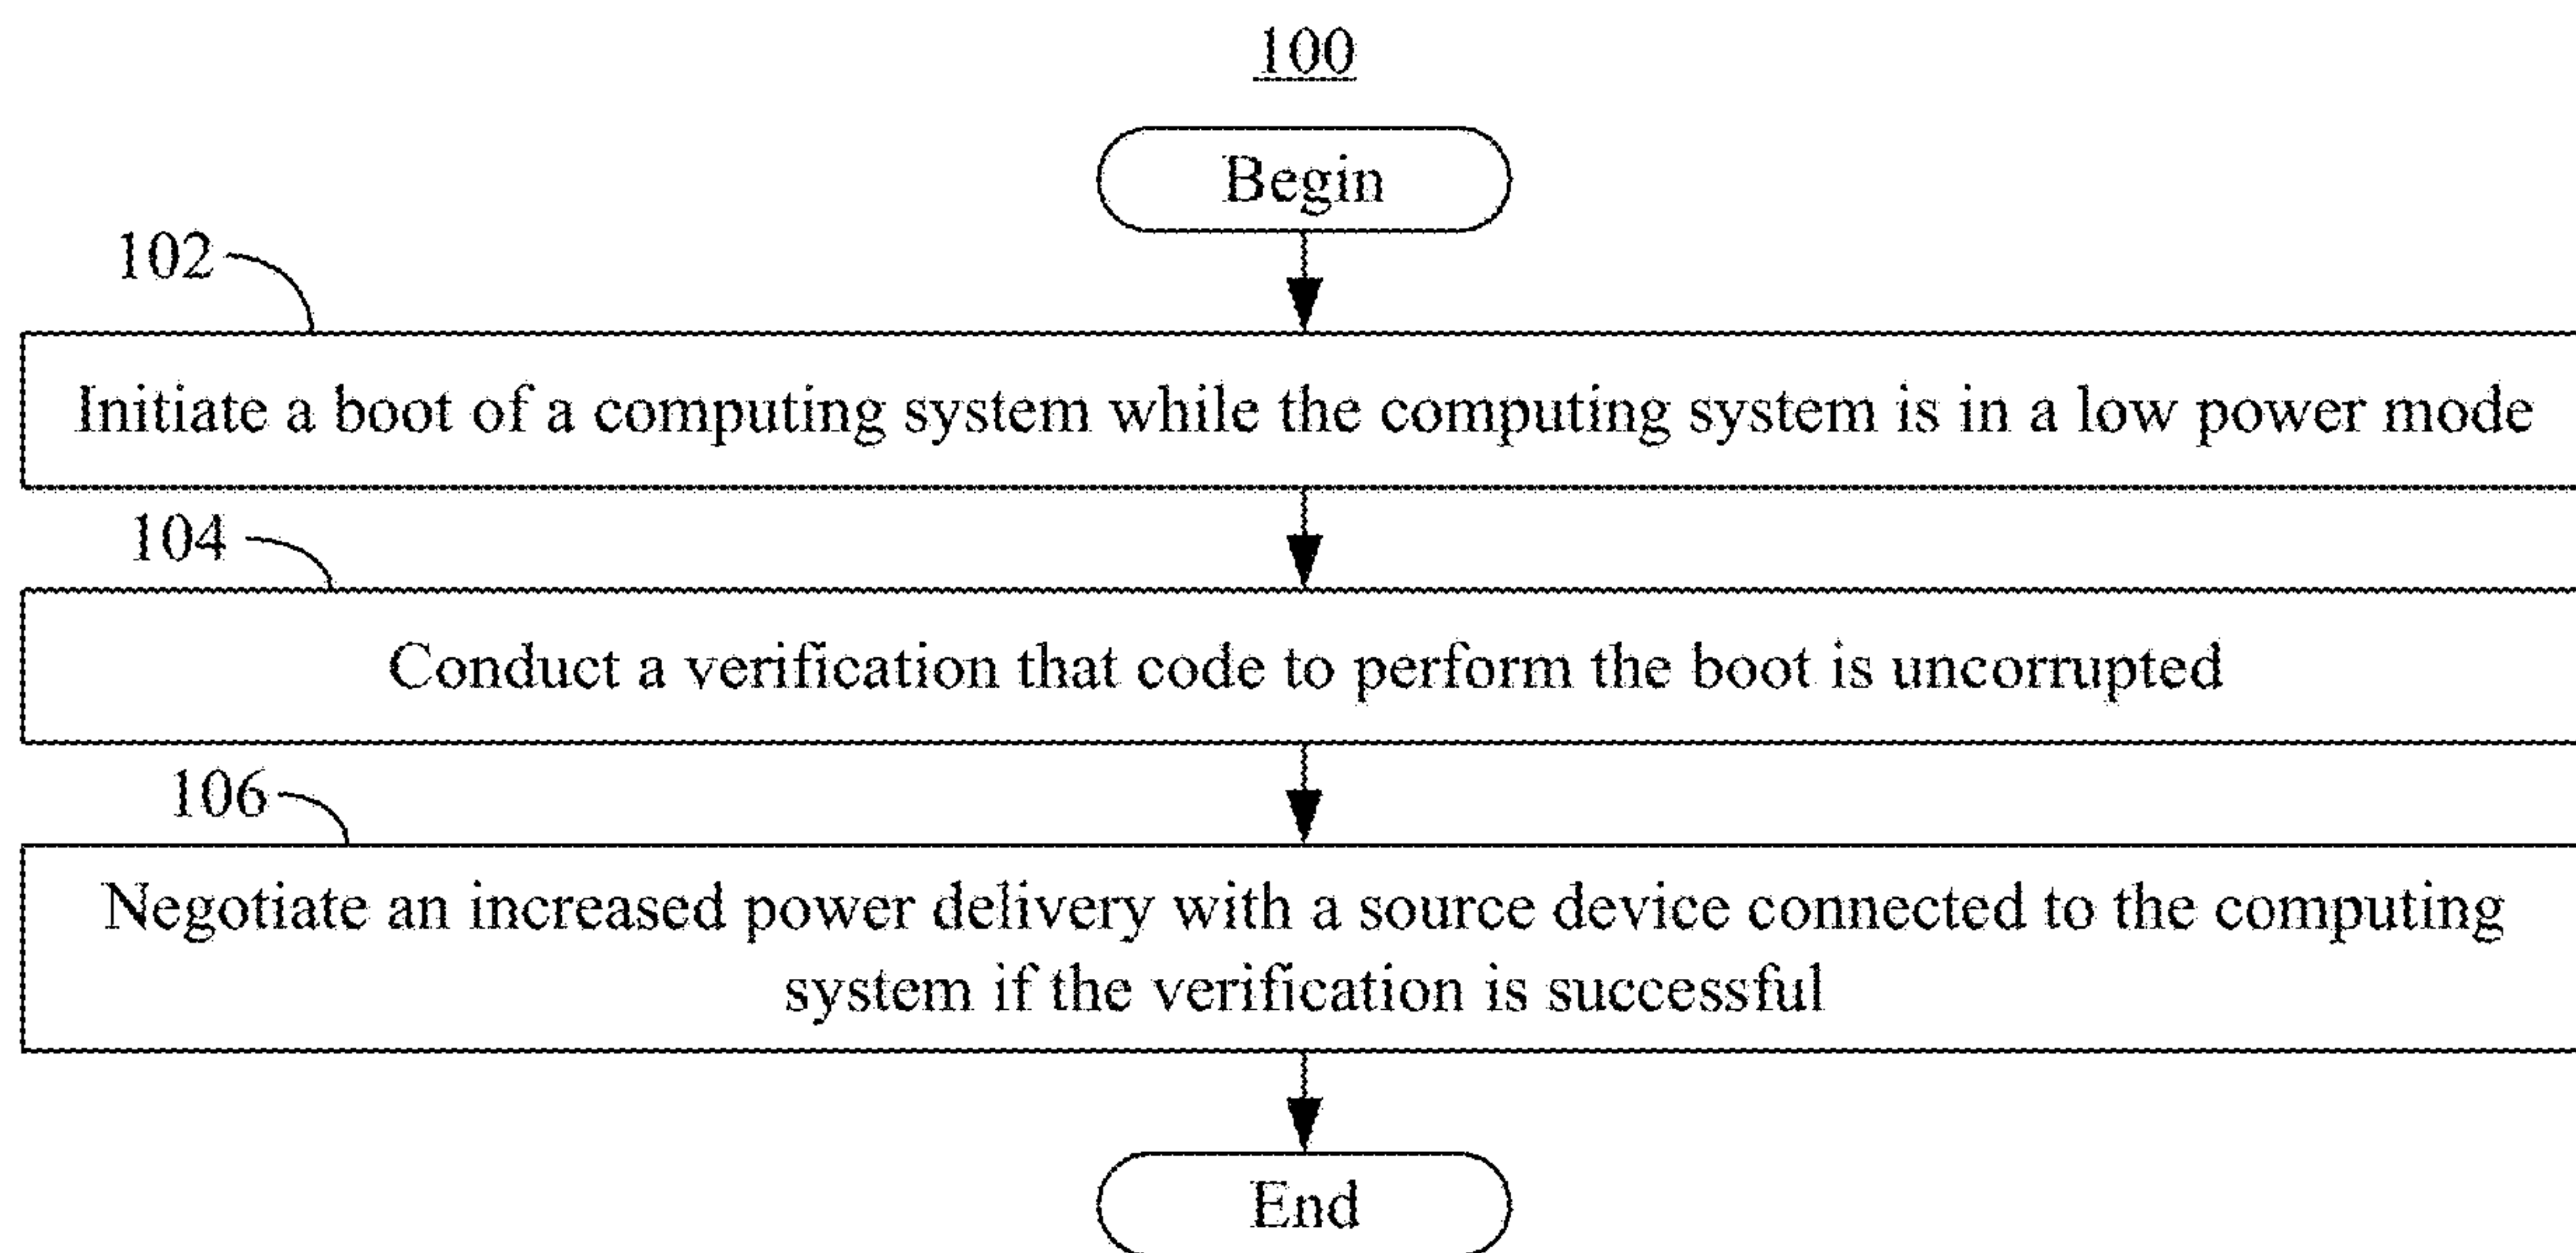 100
Begin
102
Initiate a boot of a computing system while the computing system is in a low power mode
104
Conduct a verification that code to perform the boot is uncorrupted
106
Negotiate an increased power delivery with a source device connected to the computing
system if the verification is successful
End